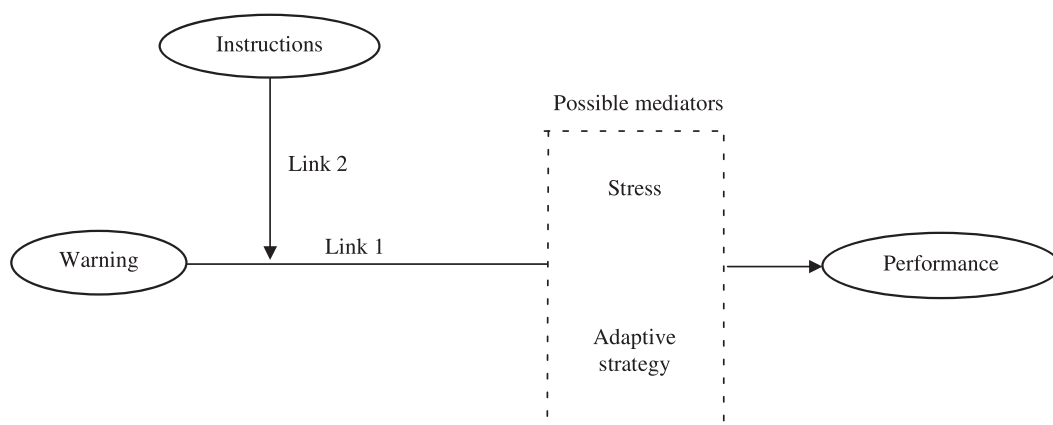 Instructions
Possible mediators
Link 2
Stress
Link 1
Warning
Performance
Adaptive
strategy